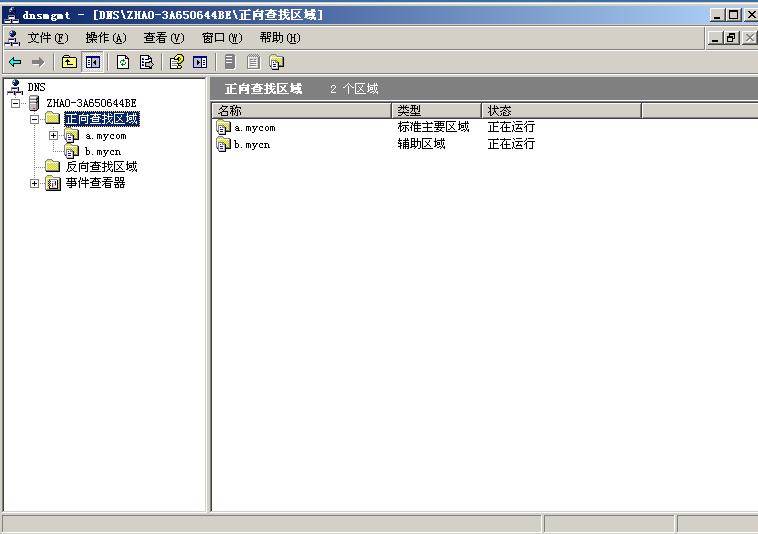 dnsmgmt - [DNS\ZHAO-3A650644BE\正向查找区域]
文件(F) 操作(A) 查看(V) 窗口(W) 帮助(H)
DNS
ZHAO-3A650644BE
正向查找区域
a.mycom
b.mycn
反向查找区域
事件查看器
正向查找区域 2 个区域
名称 类型 状态
a.mycom 标准主要区域 正在运行
b.mycn 辅助区域 正在运行